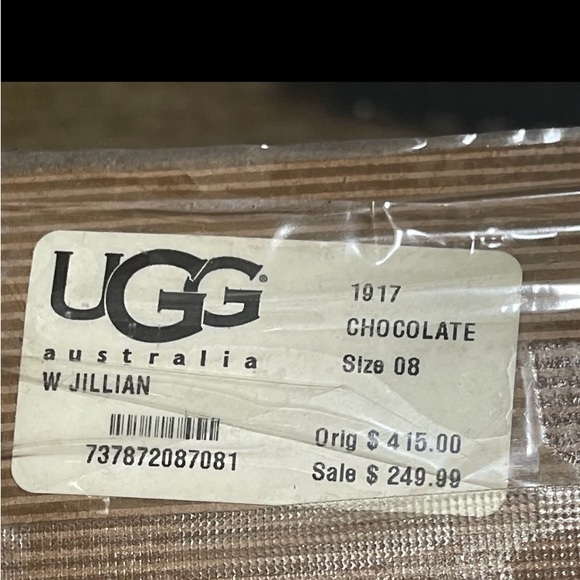 UGG
australia
W JILLIAN
737872087081
1917
CHOCOLATE
Size 08
Orig $ 415.00
Sale $ 249.99